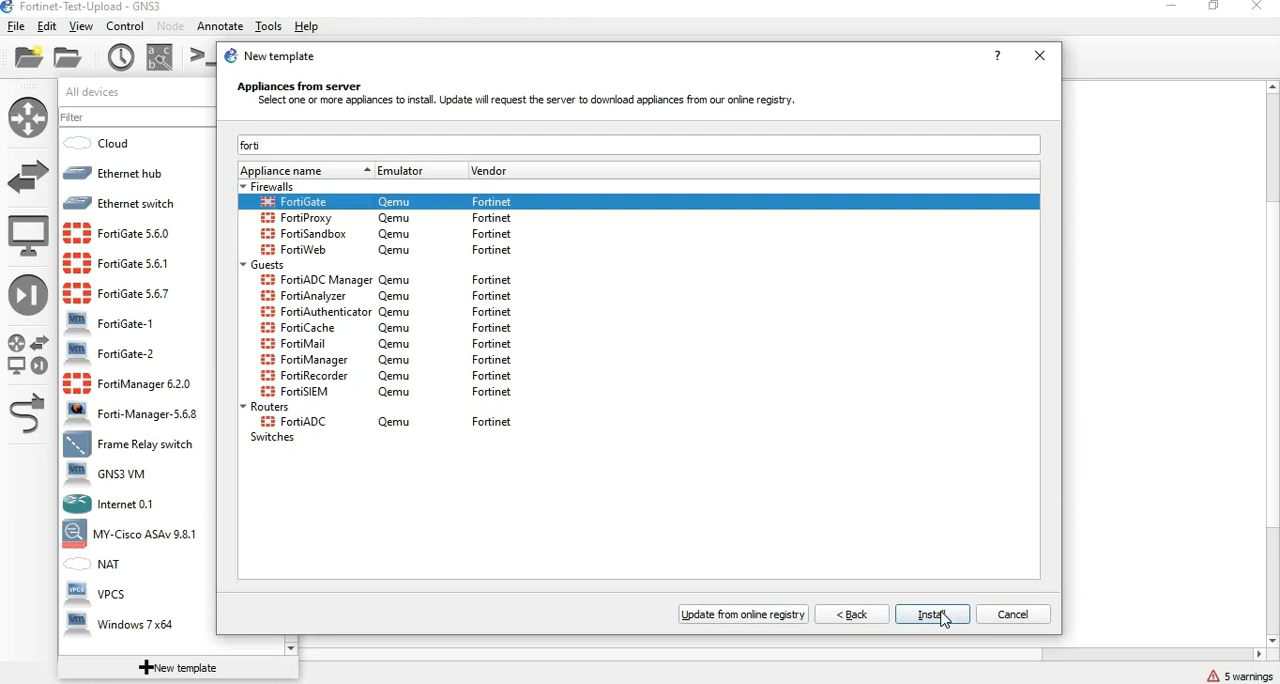 Fortinet-Test-Upload - GNS3
File Edit View Control Node Annotate Tools Help
New template
?
Appliances from server
Select one or more appliances to install. Update will request the server to download appliances from our online registry.
All devices
Filter
Cloud
Ethernet hub
Ethernet switch
FortiGate 5.6.0
FortiGate 5.6.1
FortiGate 5.6.7
FortiGate-1
FortiGate-2
FortiManager 6.2.0
Forti-Manager-5.6.8
Frame Relay switch
GNS3 VM
Internet 0.1
MY-Cisco ASAv 9.8.1
NAT
VPCS
Windows 7 x64
New template
forti
Appliance name Emulator Vendor
Firewalls
FortiGate Qemu Fortinet
FortiProxy Qemu Fortinet
FortiSandbox Qemu Fortinet
FortiWeb Qemu Fortinet
Guests
FortiADC Manager Qemu Fortinet
FortiAnalyzer Qemu Fortinet
FortiAuthenticator Qemu Fortinet
FortiCache Qemu Fortinet
FortiMail Qemu Fortinet
FortiManager Qemu Fortinet
FortiRecorder Qemu Fortinet
FortiSIEM Qemu Fortinet
Routers
FortiADC Qemu Fortinet
Switches
Update from online registry < Back Install Cancel
5 warnings